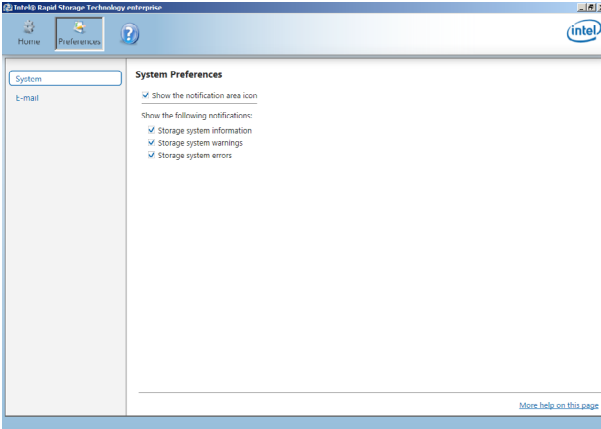 Intel® Rapid Storage Technology enterprise
Home
Preferences
?
intel
System
E-mail
System Preferences
Show the notification area icon
Show the following notifications:
Storage system information
Storage system warnings
Storage system errors
More help on this page